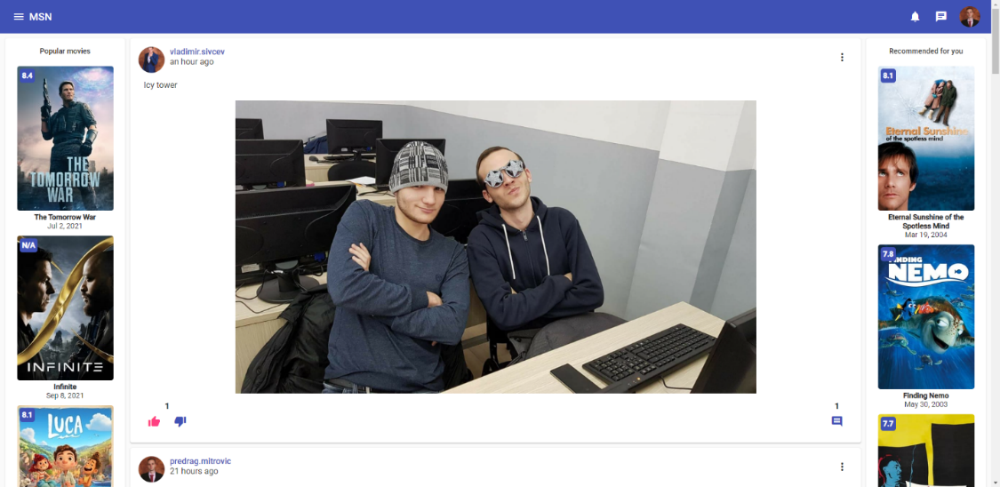 MSN
Popular movies
8.4
THE
TOMORROW
WAR
The Tomorrow War
Jul 2, 2021
N/A
INFINITE
Infinite
Sep 8, 2021
8.1
LUCA
vladimir.sivcev
an hour ago
Icy tower
1
1
predrag.mitrovic
21 hours ago
Recommended for you
8.1
Eternal Sunshine
of the spotless mind
Eternal Sunshine of the
Spotless Mind
Mar 19, 2004
7.8
FINDING
NEMO
Finding Nemo
May 30, 2003
7.7